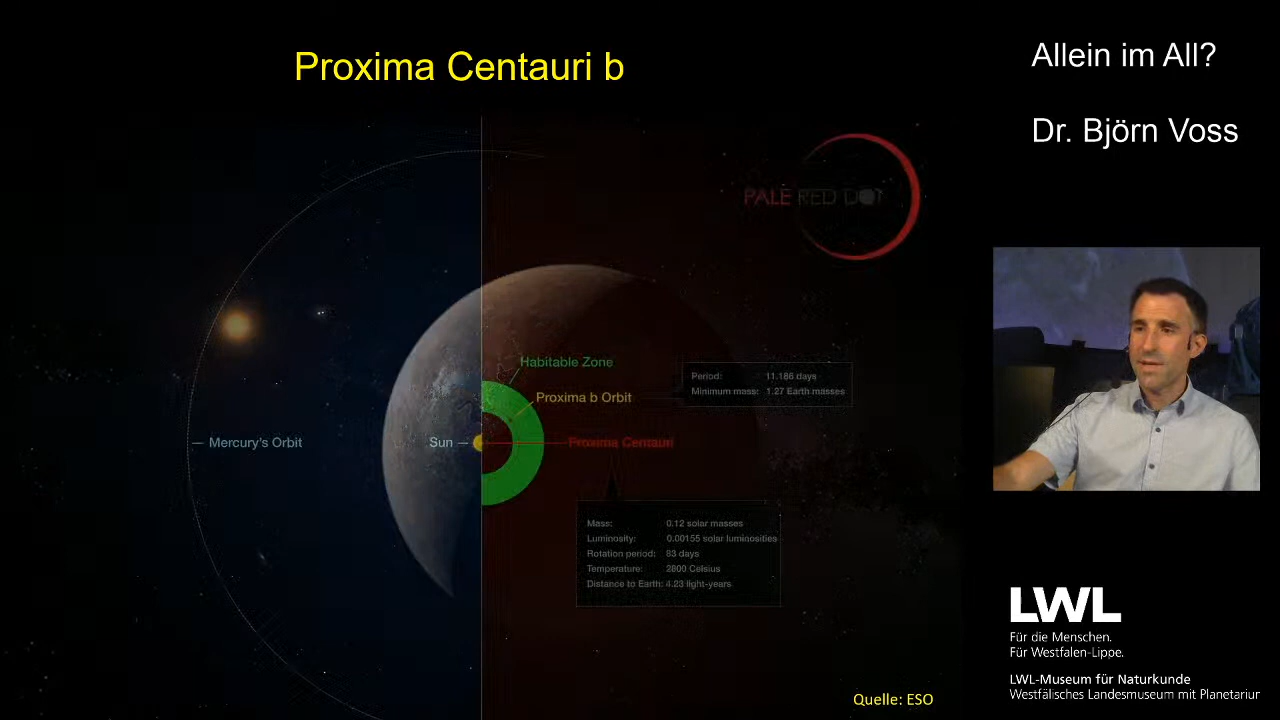 Proxima Centauri b
Allein im All?
Dr. Björn Voss
PALE RED DOT
Habitable Zone
Proxima b Orbit
Period: 11.186 days
Minimum mass: 1.27 Earth masses
Mercury's Orbit
Sun
Proxima Centauri
Mass: 0.12 solar masses
Luminosity: 0.00155 solar luminosities
Rotation period: 83 days
Temperature: 2800 Celsius
Distance to Earth: 4.23 light-years
LWL
Für die Menschen.
Für Westfalen-Lippe.
LWL-Museum für Naturkunde
Westfälisches Landesmuseum mit Planetariur
Quelle: ESO